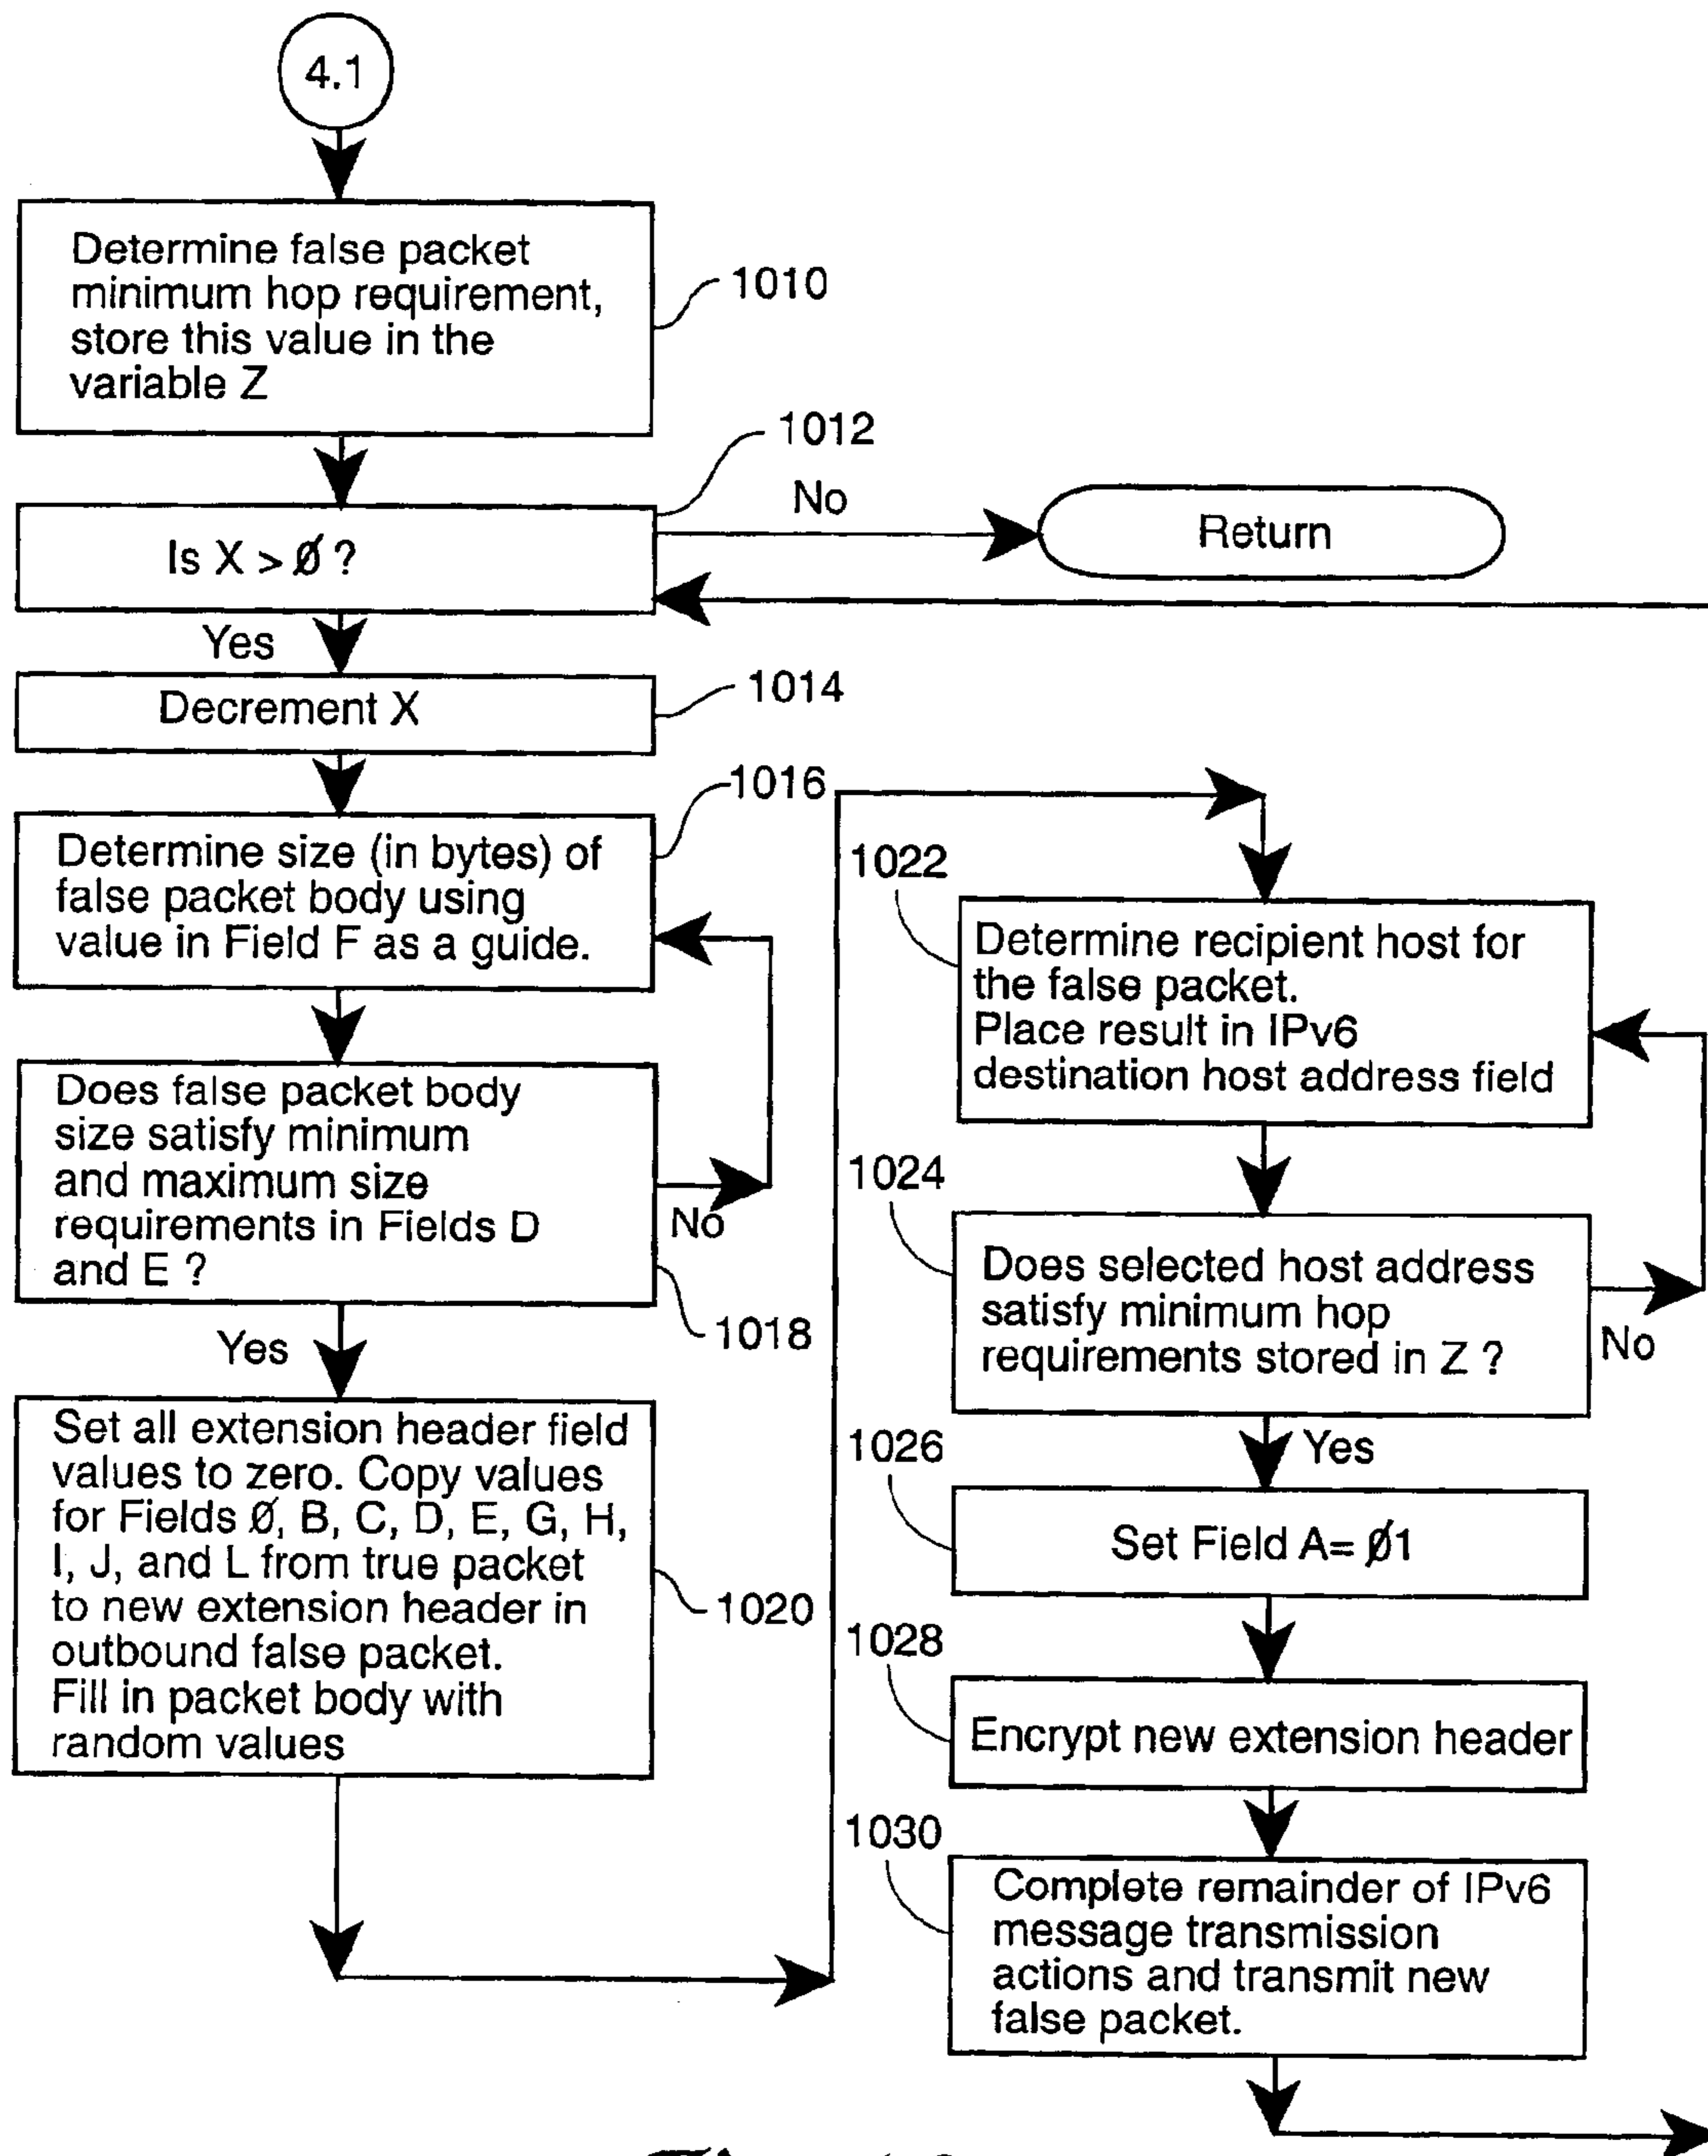 4.1
Determine false packet
minimum hop requirement,
store this value in the
variable Z
1010
1012
Is X > Ø ?
No
Return
Yes
Decrement X
1014
1016
Determine size (in bytes) of
false packet body using
value in Field F as a guide.
Does false packet body
size satisfy minimum
and maximum size
requirements in Fields D
and E ?
No
1018
Yes
Set all extension header field
values to zero. Copy values
for Fields Ø, B, C, D, E, G, H,
I, J, and L from true packet
to new extension header in
outbound false packet.
Fill in packet body with
random values
1020
1022
Determine recipient host for
the false packet.
Place result in IPv6
destination host address field
1024
Does selected host address
satisfy minimum hop
requirements stored in Z ?
No
Yes
1026
Set Field A= Ø1
1028
Encrypt new extension header
1030
Complete remainder of IPv6
message transmission
actions and transmit new
false packet.